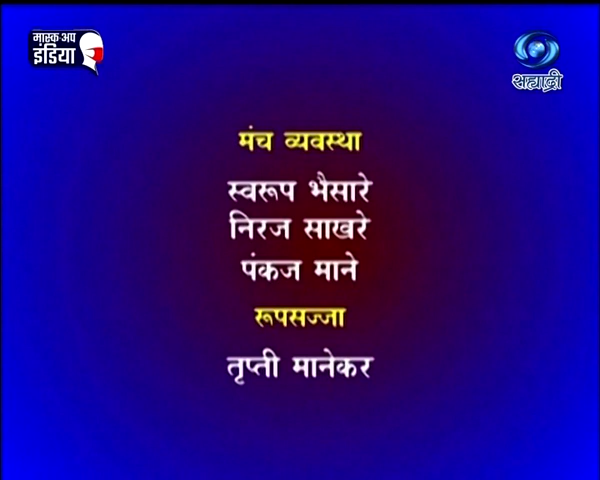 मास्क अप
इंडिया
सह्याद्री
मंच व्यवस्था
स्वरूप भैसारे
निरज साखरे
पंकज माने
रूपसज्जा
तृप्ती मानेकर